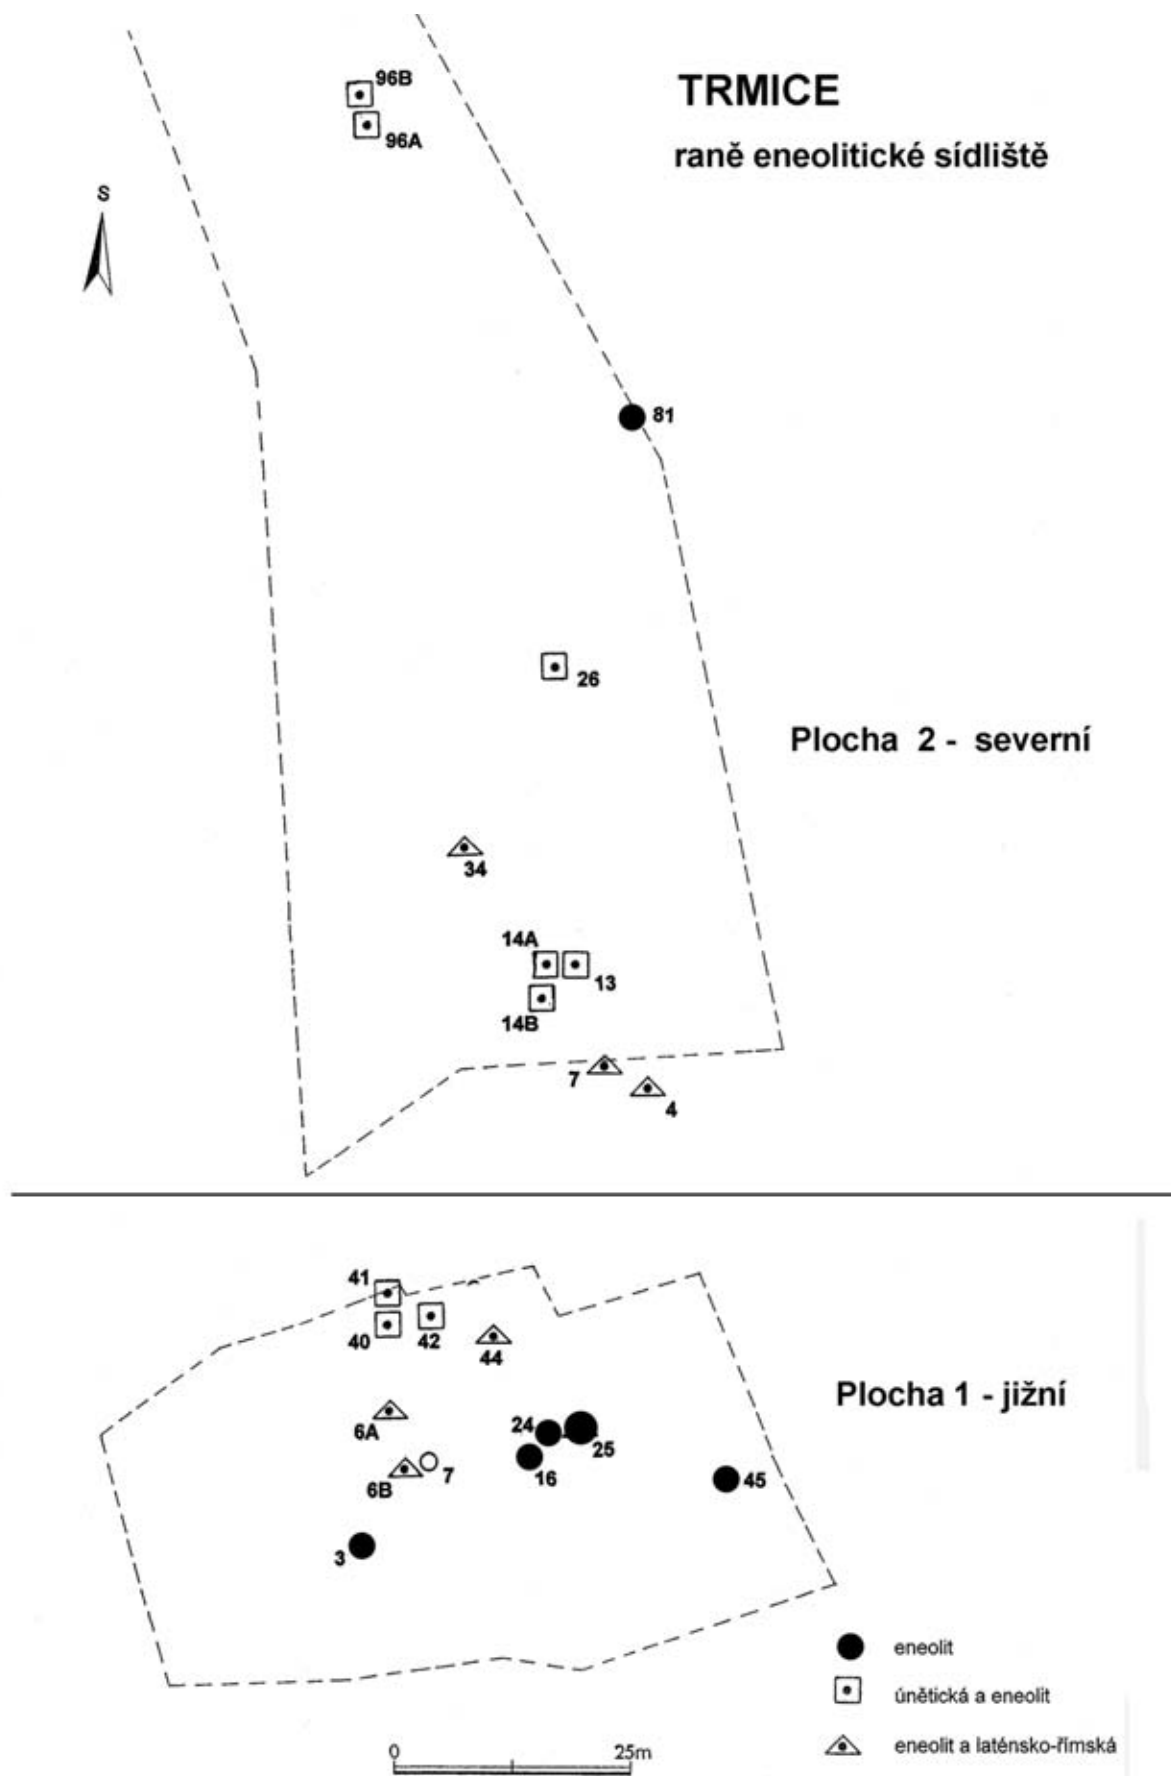 96B
TRMICE
96A
raně eneolitické sídliště
S
81
26
Plocha 2 - severní
34
14A
13
14B
7
4
41
40
42
44
Plocha 1 - jižní
6A
24
25
16
7
6B
45
3
eneolit
únětická a eneolit
eneolit a laténsko-římská
0
25m